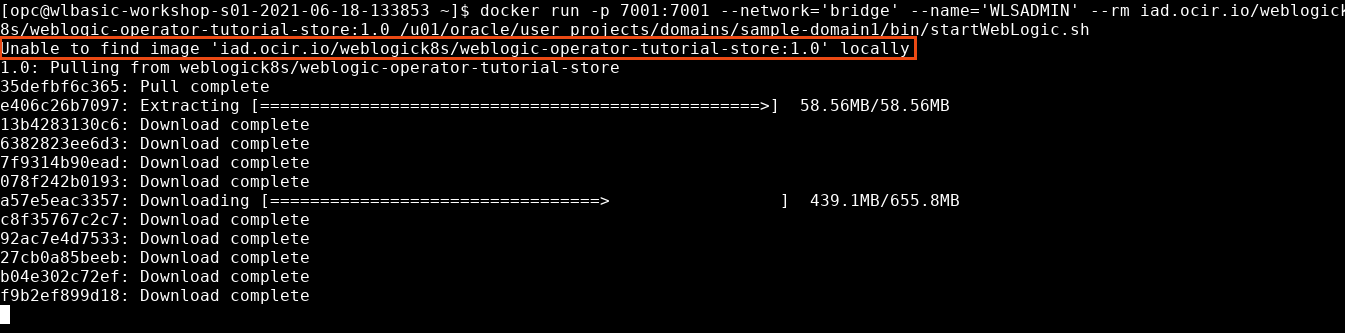 [opc@wlbasic-workshop-s01-2021-06-18-133853 ~]$ docker run -p 7001:7001 --network='bridge' --name='WLSADMIN' --rm iad.ocir.io/weblogick
8s/weblogic-operator-tutorial-store:1.0 /u01/oracle/user_projects/domains/sample-domain1/bin/startWebLogic.sh
Unable to find image 'iad.ocir.io/weblogick8s/weblogic-operator-tutorial-store:1.0' locally
1.0: Pulling from weblogick8s/weblogic-operator-tutorial-store
35defbf6c365: Pull complete
e406c26b7097: Extracting [==================================================>]  58.56MB/58.56MB
13b4283130c6: Download complete
6382823ee6d3: Download complete
7f9314b90ead: Download complete
078f242b0193: Download complete
a57e5eac3357: Downloading [=================================>                 ]  439.1MB/655.8MB
c8f35767c2c7: Download complete
92ac7e4d7533: Download complete
27cb0a85beeb: Download complete
b04e302c72ef: Download complete
f9b2ef899d18: Download complete